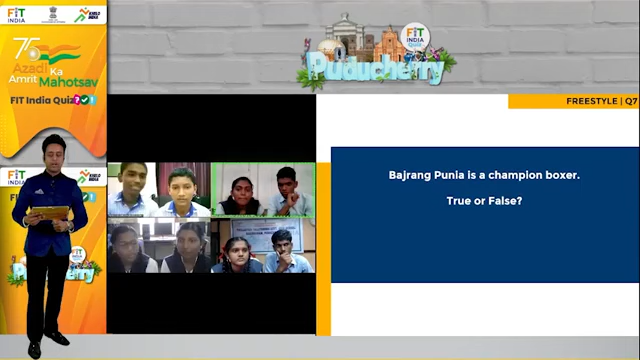 FIT
INDIA
KHELO
INDIA
75
Azadi Ka
Amrit Mahotsav
FIT India Quiz
FIT
INDIA
KHELO
INDIA
FIT
INDIA
Quiz
Puducherry
FREESTYLE | Q7
Bajrang Punia is a champion boxer.
True or False?